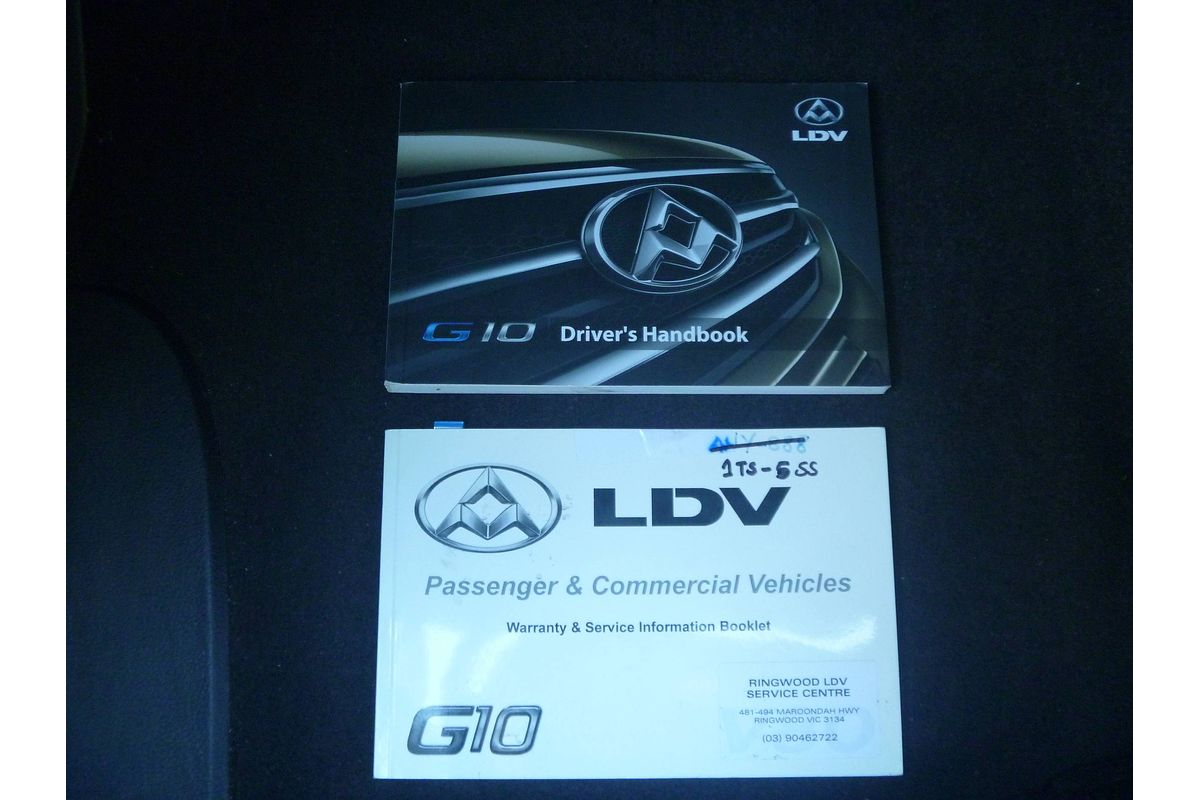 LDV
G10 Driver's Handbook
1TS-5SS
LDV
Passenger & Commercial Vehicles
Warranty & Service Information Booklet
RINGWOOD LDV
SERVICE CENTRE
481-494 MAROONDAH HWY
RINGWOOD VIC 3134
(03) 90462722
G10